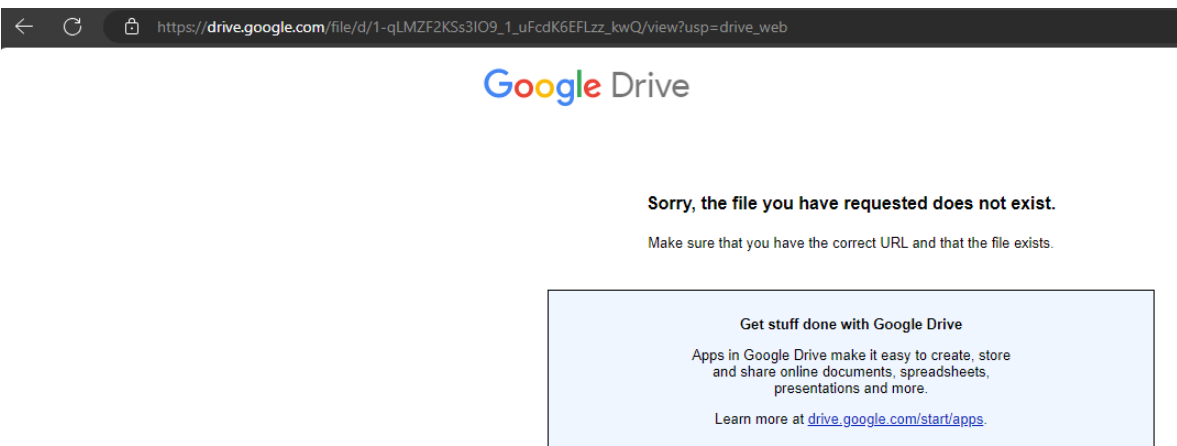 https://drive.google.com/file/d/1-qLMZF2KSs3IO9_1_uFcdK6EFLzz_kwQ/view?usp=drive_web
Google Drive
Sorry, the file you have requested does not exist.
Make sure that you have the correct URL and that the file exists.
Get stuff done with Google Drive
Apps in Google Drive make it easy to create, store
and share online documents, spreadsheets,
presentations and more.
Learn more at drive.google.com/start/apps.